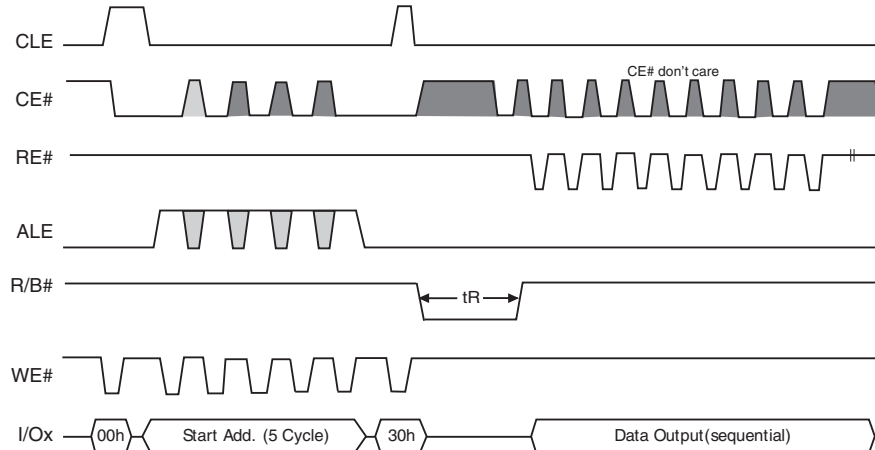 CLE
CE#
CE# don't care
RE#
ALE
R/B#
tR
WE#
I/Ox
00h
Start Add. (5 Cycle)
30h
Data Output(sequential)